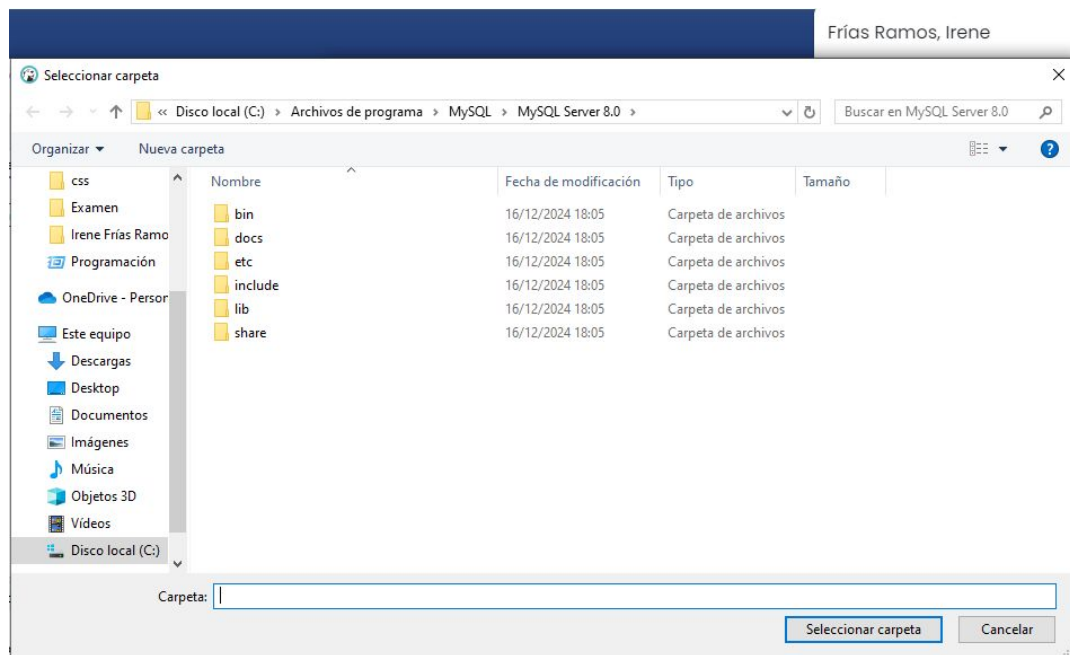 Frías Ramos, Irene
Seleccionar carpeta
« Disco local (C:) > Archivos de programa > MySQL > MySQL Server 8.0 >
Buscar en MySQL Server 8.0
Organizar
Nueva carpeta
css
Examen
Irene Frías Ramo
Programación
OneDrive - Person
Este equipo
Descargas
Desktop
Documentos
Imágenes
Música
Objetos 3D
Vídeos
Disco local (C:)
Nombre Fecha de modificación Tipo Tamaño
bin 16/12/2024 18:05 Carpeta de archivos
docs 16/12/2024 18:05 Carpeta de archivos
etc 16/12/2024 18:05 Carpeta de archivos
include 16/12/2024 18:05 Carpeta de archivos
lib 16/12/2024 18:05 Carpeta de archivos
share 16/12/2024 18:05 Carpeta de archivos
Carpeta:
Seleccionar carpeta Cancelar